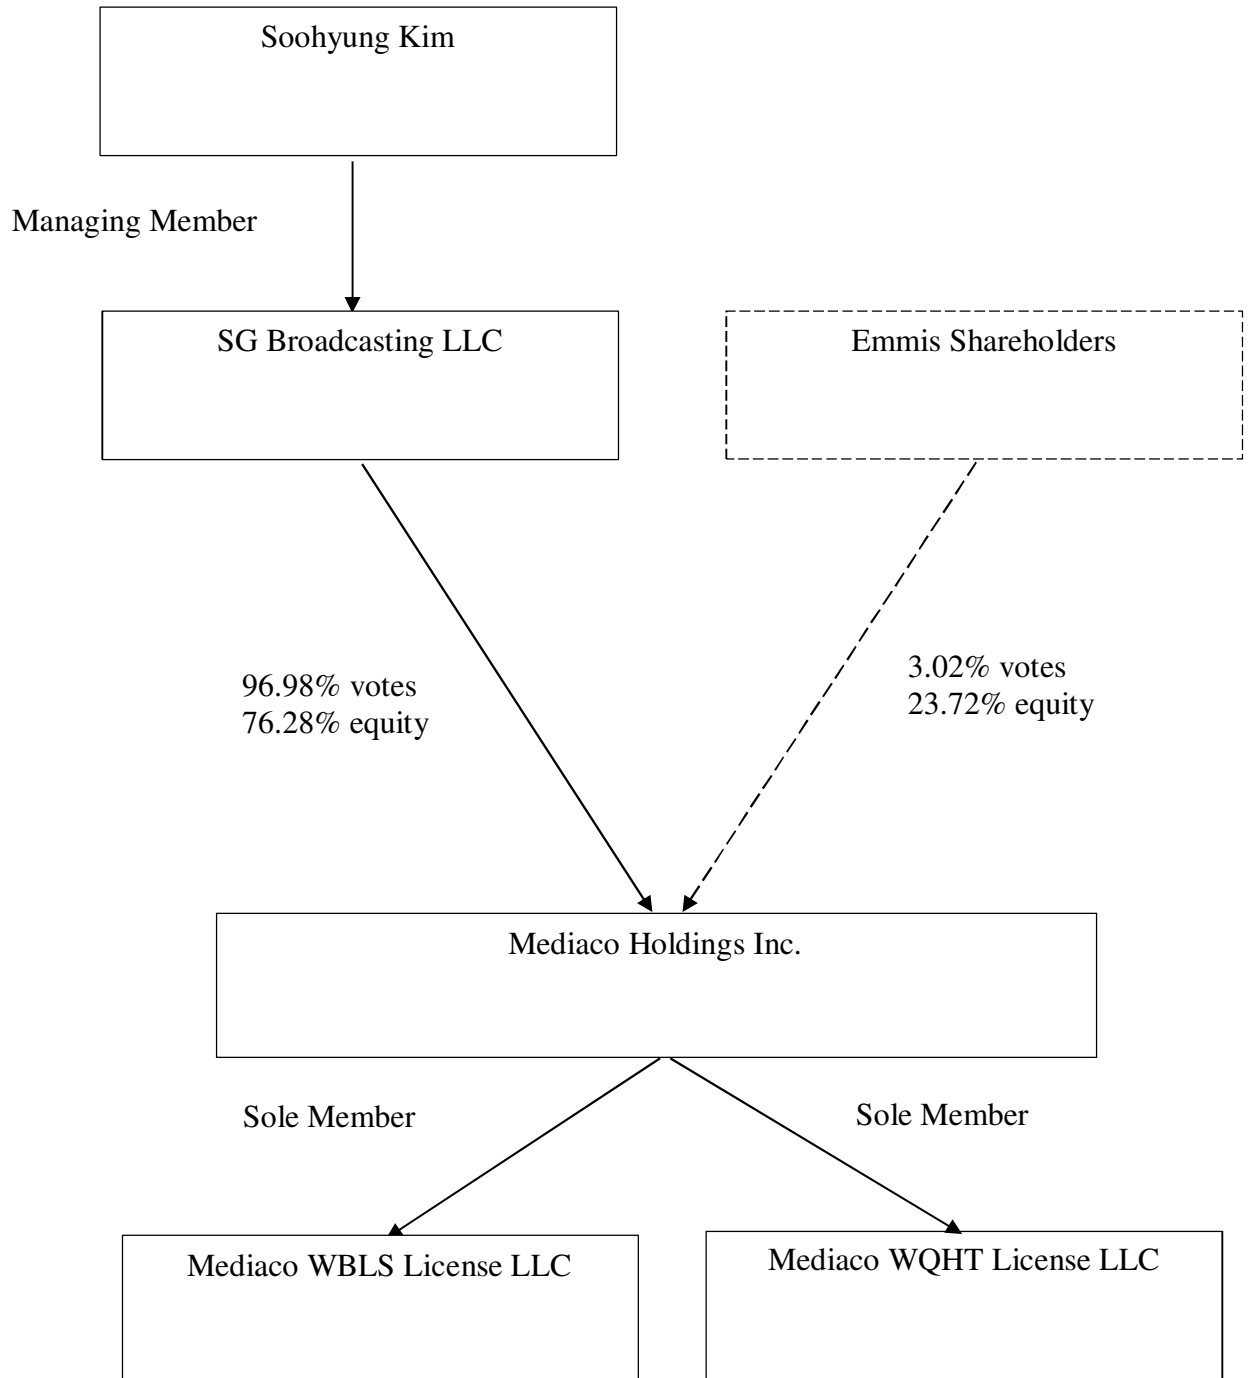 Soohyung Kim
Managing Member
SG Broadcasting LLC
Emmis Shareholders
96.98% votes
76.28% equity
3.02% votes
23.72% equity
Mediaco Holdings Inc.
Sole Member
Sole Member
Mediaco WBLS License LLC
Mediaco WQHT License LLC